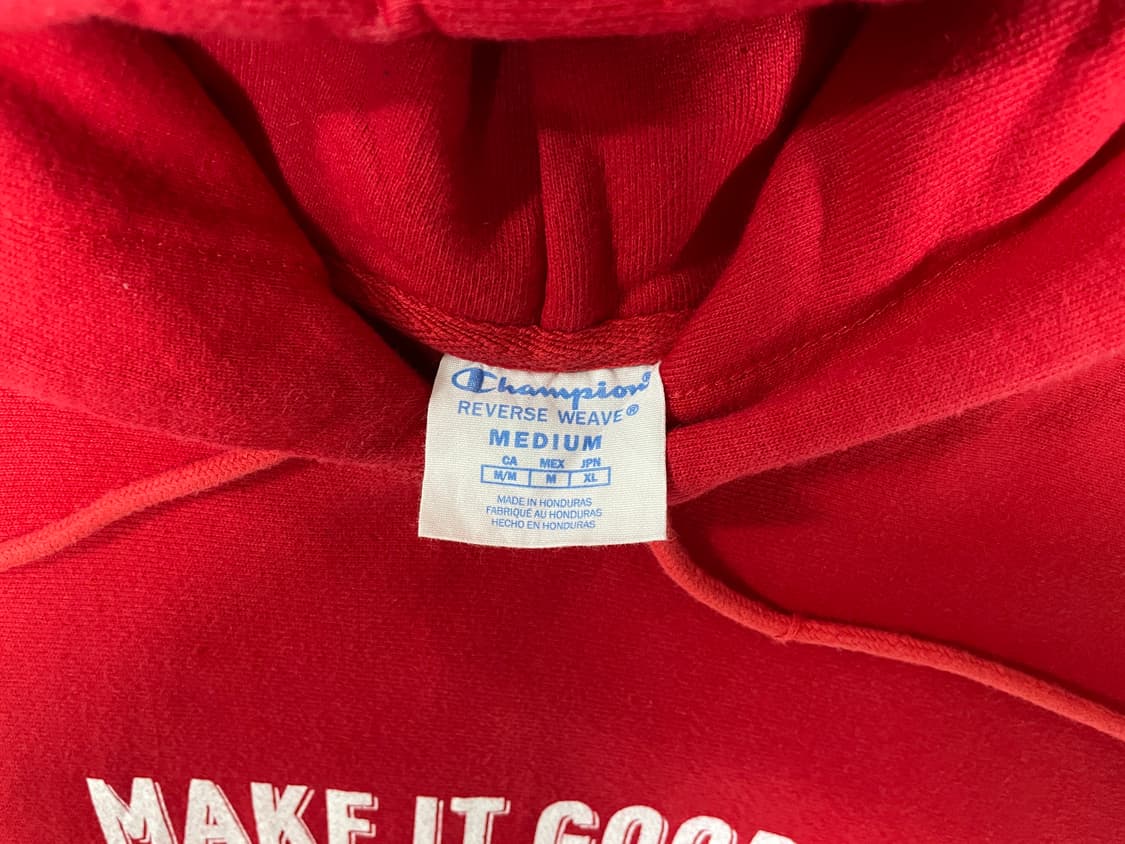 Champion®
REVERSE WEAVE®
MEDIUM
CA MEX JPN
M/M M XL
MADE IN HONDURAS
FABRIQUÉ AU HONDURAS
HECHO EN HONDURAS
MAKE IT GOOD